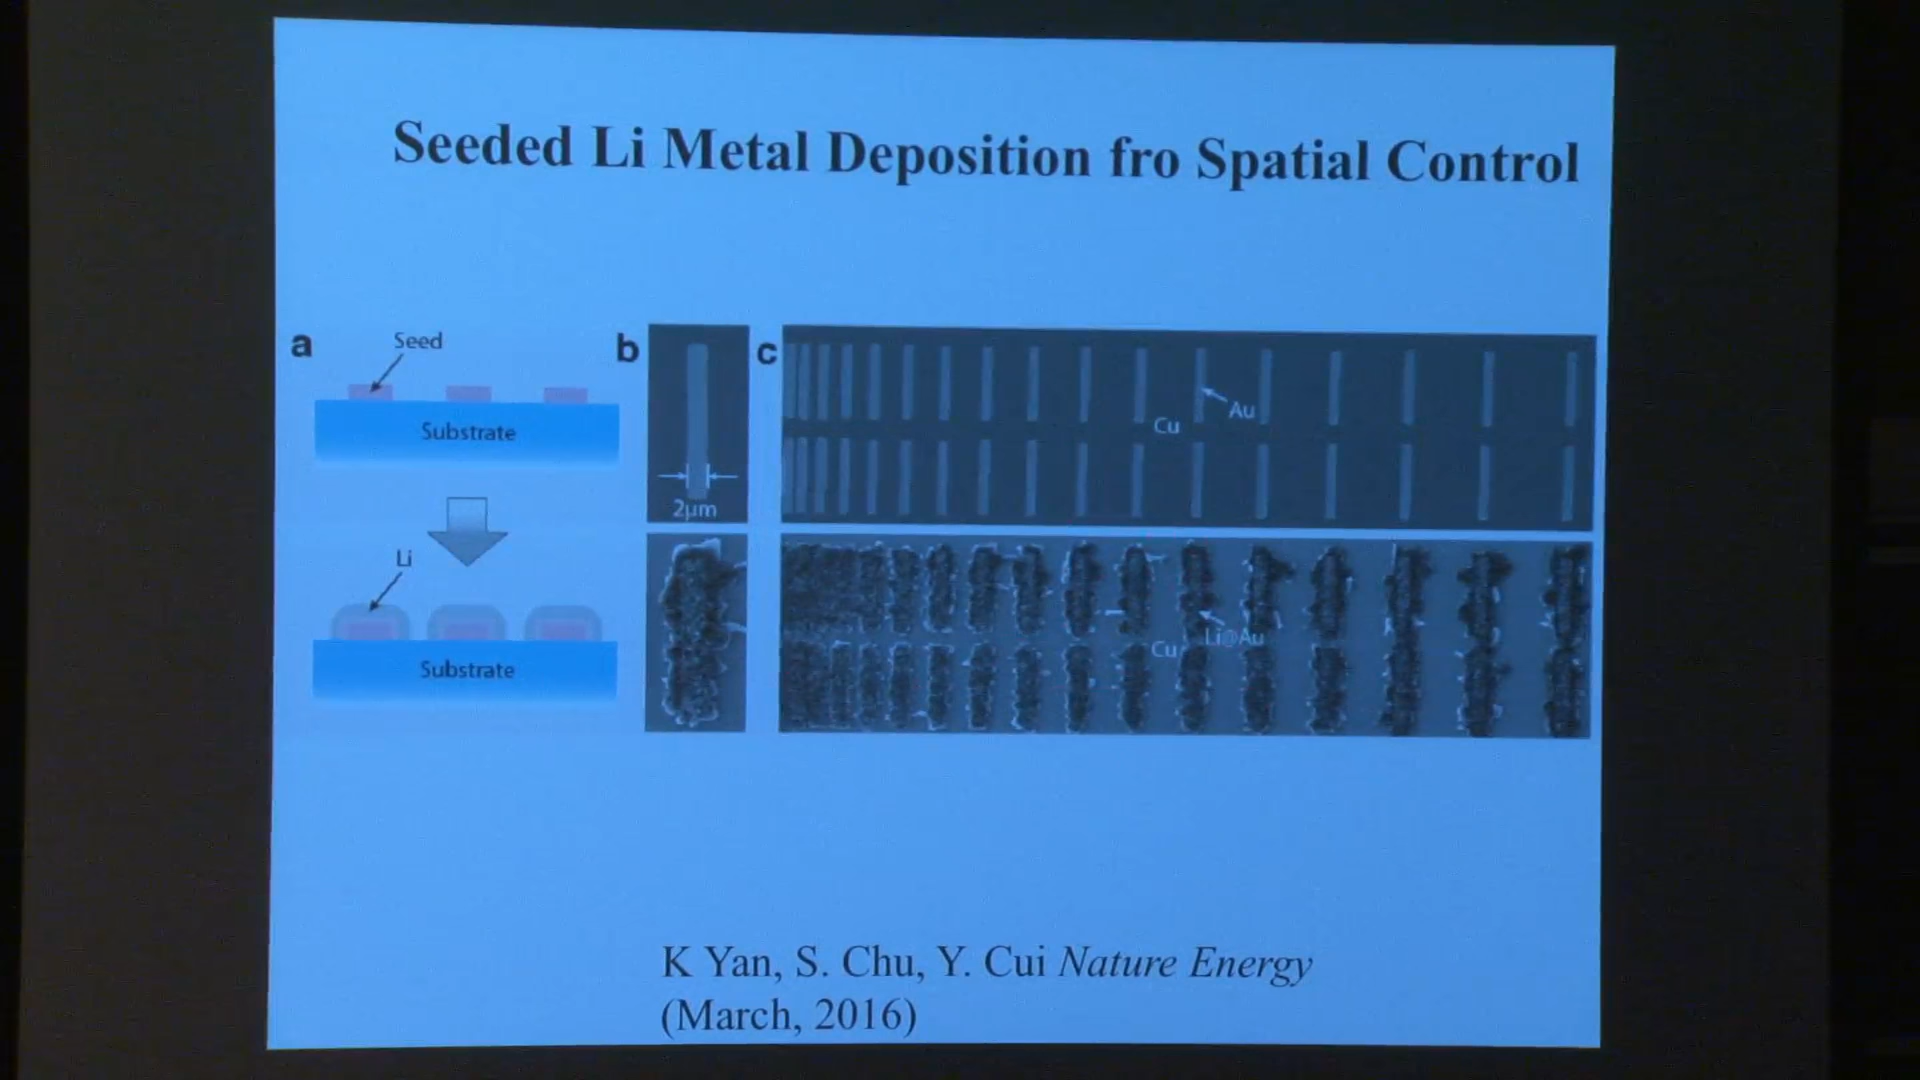 Seeded Li Metal Deposition fro Spatial Control
a
Seed
Substrate
Li
Substrate
b
2μm
c
Au
Cu
Li@Au
Cu
K Yan, S. Chu, Y. Cui Nature Energy
(March, 2016)